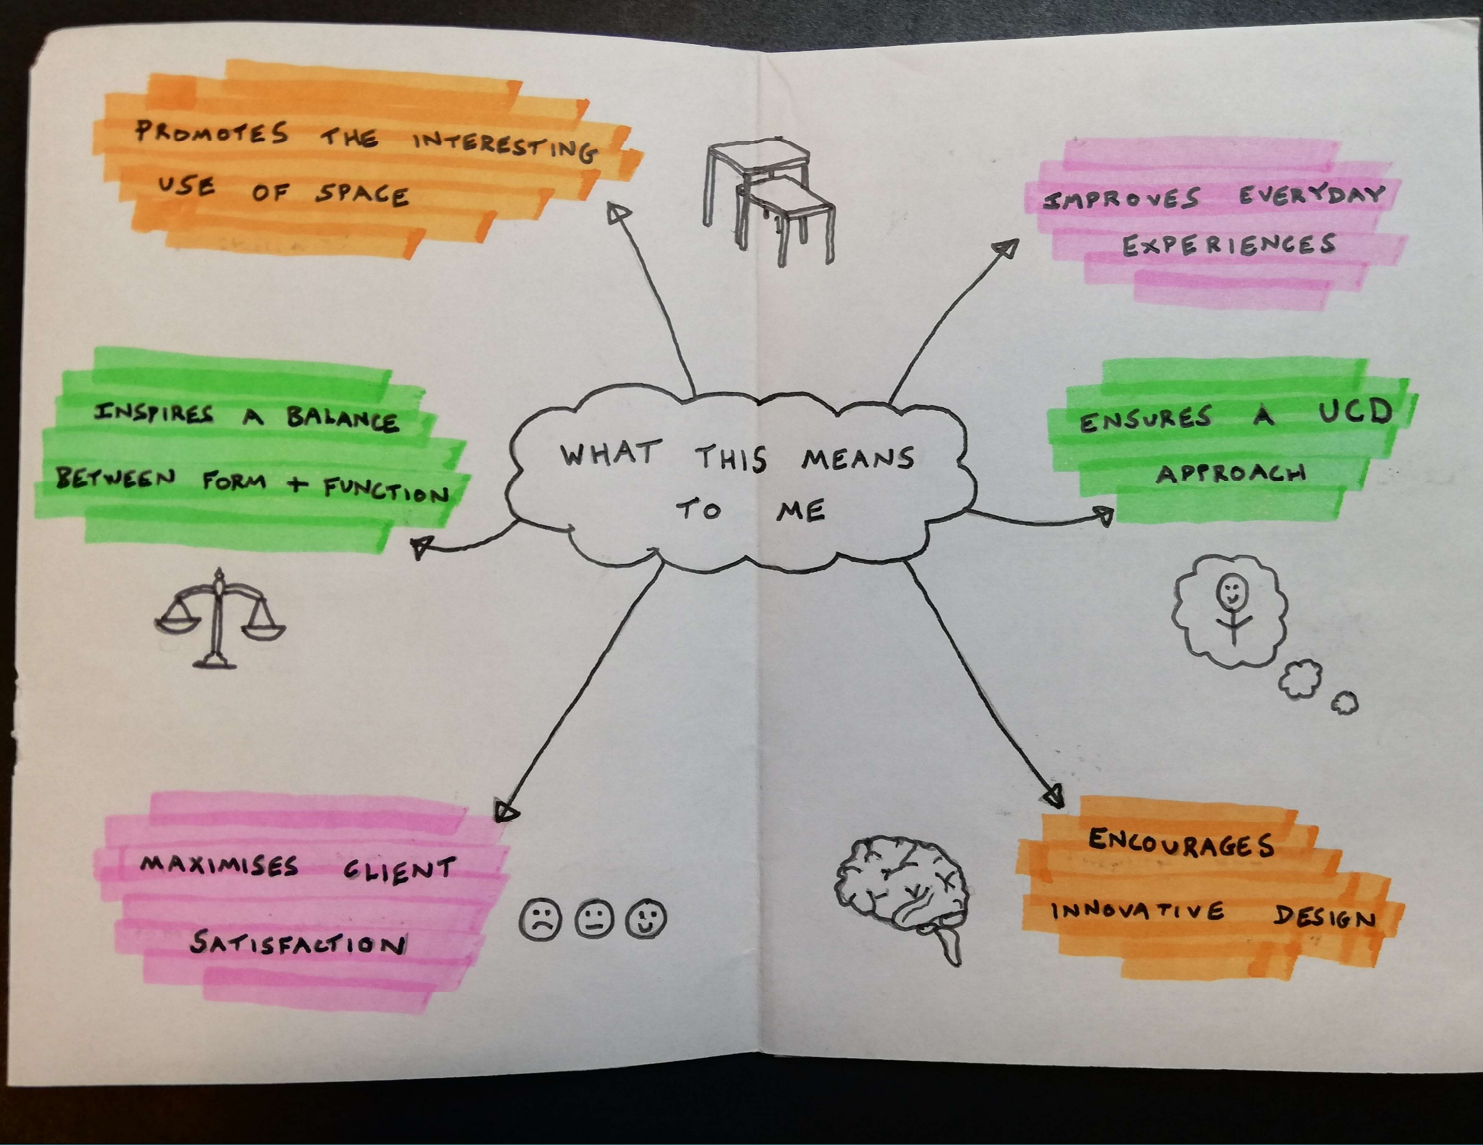 PROMOTES THE INTERESTING
USE OF SPACE
IMPROVES EVERYDAY
EXPERIENCES
INSPIRES A BALANCE
BETWEEN FORM + FUNCTION
WHAT THIS MEANS
TO ME
ENSURES A UCD
APPROACH
MAXIMISES CLIENT
SATISFACTION
ENCOURAGES
INNOVATIVE DESIGN